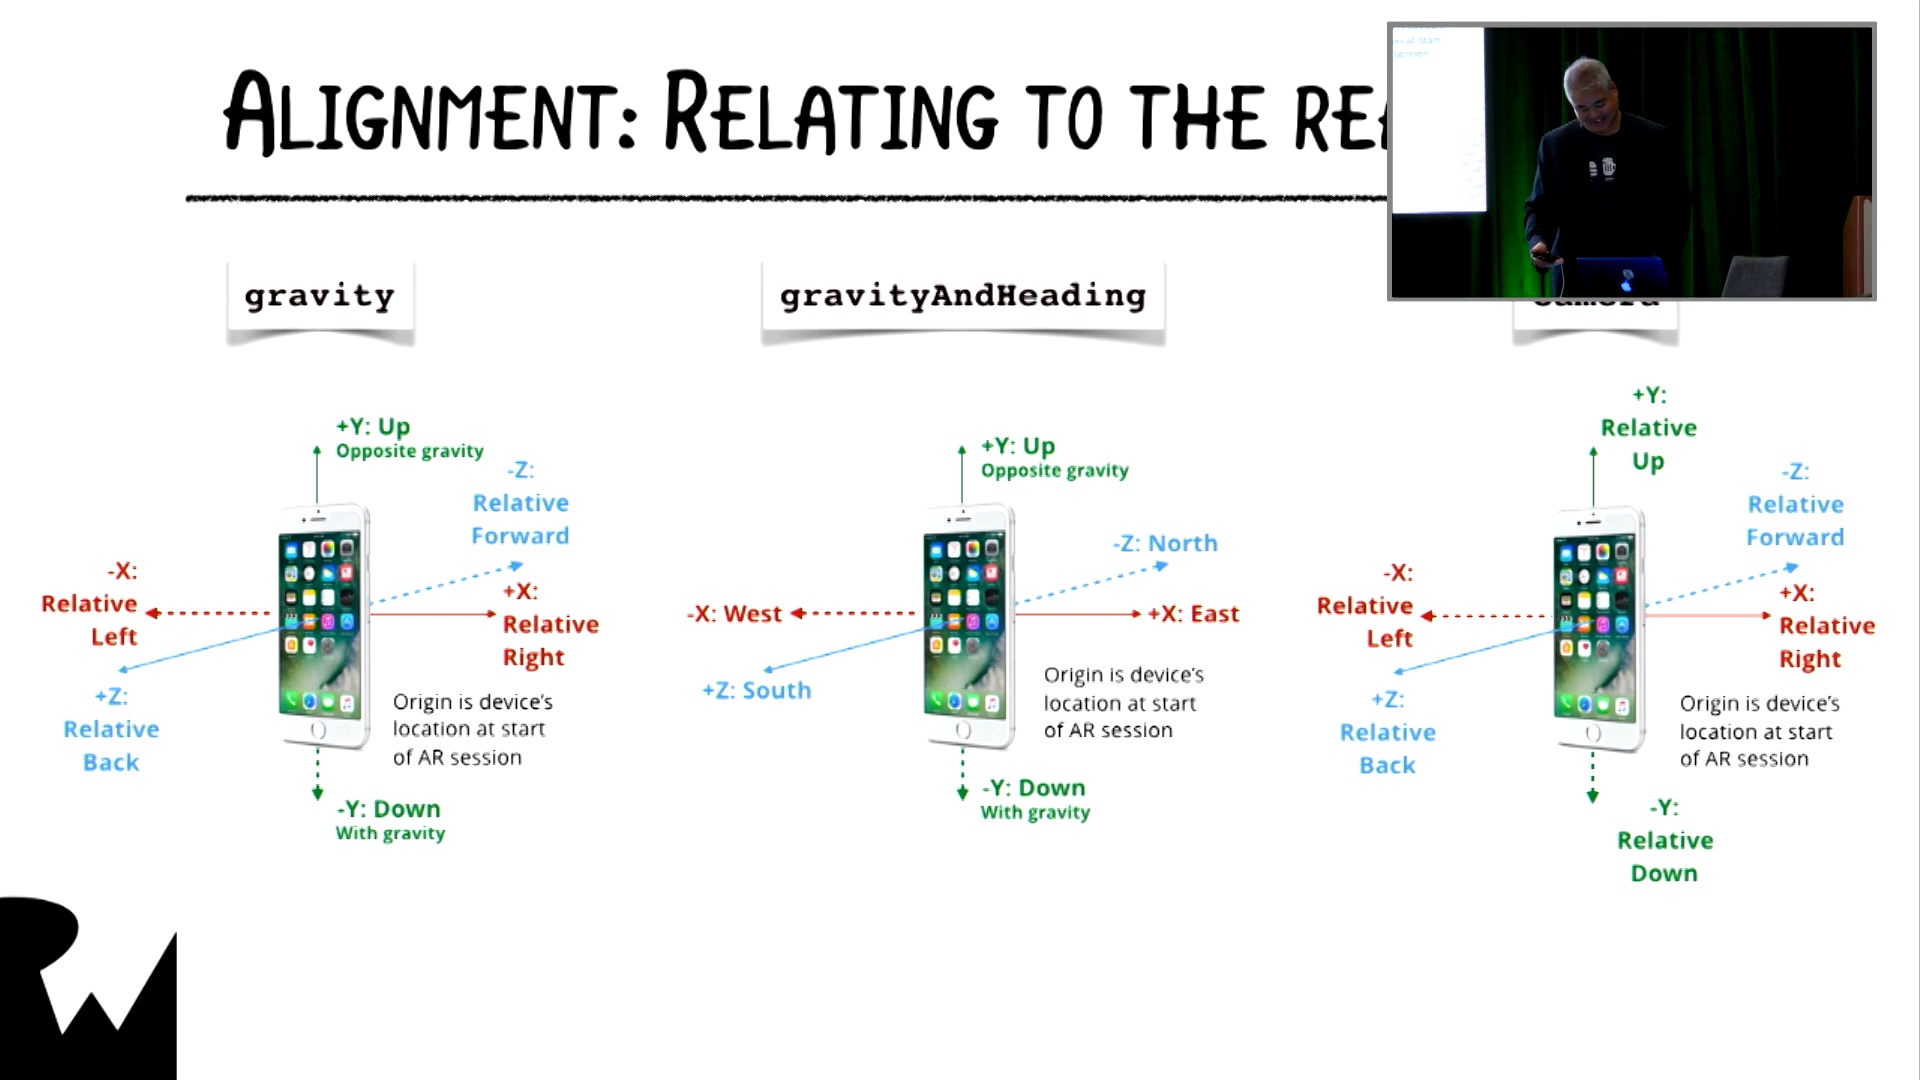 ALIGNMENT: RELATING TO THE
gravity
+Y: Up
Opposite gravity
-Z:
Relative
Forward
-X:
Relative
Left
+X:
Relative
Right
+Z:
Relative
Back
Origin is device's
location at start
of AR session
-Y: Down
With gravity
gravityAndHeading
+Y: Up
Opposite gravity
-Z: North
-X: West
+X: East
+Z: South
Origin is device's
location at start
of AR session
-Y: Down
With gravity
+Y:
Relative
Up
-Z:
Relative
Forward
-X:
Relative
Left
+X:
Relative
Right
+Z:
Relative
Back
Origin is device's
location at start
of AR session
-Y:
Relative
Down